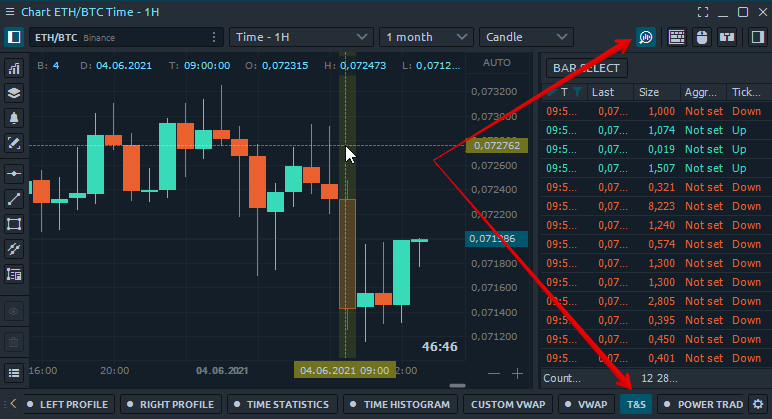 Chart ETH/BTC Time - 1H
ETH/BTC Binance
Time - 1H
1 month
Candle
B: 4 D: 04.06.2021 T: 09:00:00 O: 0,072315 H: 0,072473 L: 0,0712...
AUTO
0,073200
0,072762
0,072600
0,072400
0,072200
0,071986
0,071800
0,071600
0,071400
0,071200
46:46
16:00 20:00 04.06.2021 04.06.2021 09:00 2:00
BAR SELECT
T Last Size Aggr... Tick...
09:5... 0,07... 1,000 Not set Down
09:5... 0,07... 1,074 Not set Up
09:5... 0,07... 0,019 Not set Up
09:5... 0,07... 1,507 Not set Up
09:5... 0,07... 0,321 Not set Down
09:5... 0,07... 8,223 Not set Down
09:5... 0,07... 1,240 Not set Down
09:5... 0,07... 0,574 Not set Down
09:5... 0,07... 1,300 Not set Down
09:5... 0,07... 1,300 Not set Down
09:5... 0,07... 2,805 Not set Down
09:5... 0,07... 0,395 Not set Down
09:5... 0,07... 0,450 Not set Down
09:5... 0,07... 0,401 Not set Down
Count... 12 28...
LEFT PROFILE
RIGHT PROFILE
TIME STATISTICS
TIME HISTOGRAM
CUSTOM VWAP
VWAP
T&S
POWER TRAD